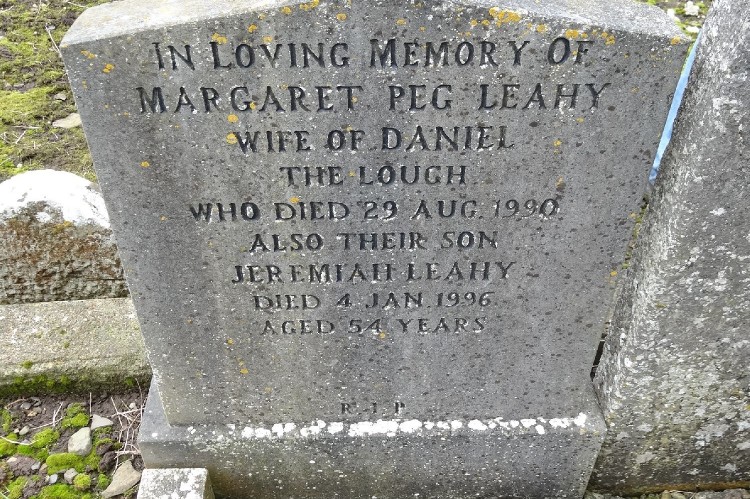 IN LOVING MEMORY OF
MARGARET PEG LEAHY
WIFE OF DANIEL
THE LOUGH
WHO DIED 29 AUG. 1990
ALSO THEIR SON
JEREMIAH LEAHY
DIED 4 JAN 1996
AGED 54 YEARS
R I P